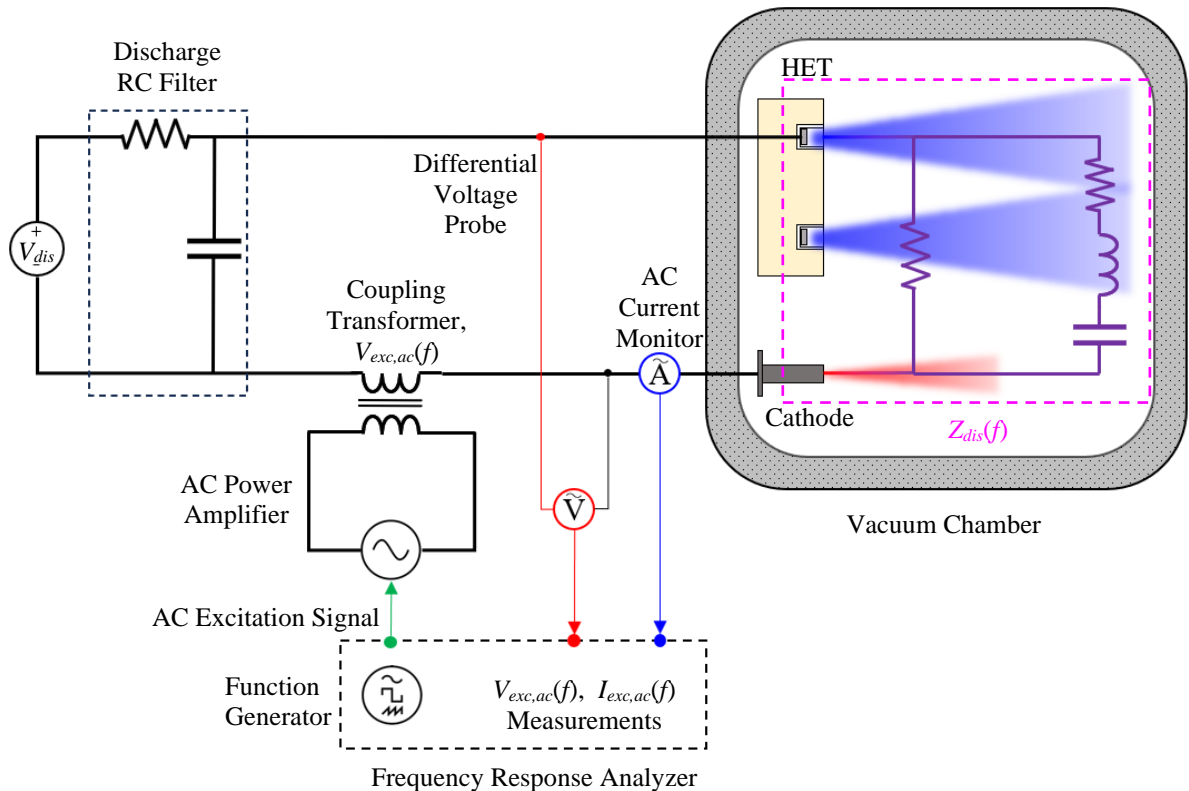 Discharge
RC Filter
HET
Differential
Voltage
Probe
+
V_dis
-
Coupling
Transformer,
V_exc,ac(f)
AC
Current
Monitor
~
A
Cathode
Z_dis(f)
AC Power
Amplifier
~
V
Vacuum Chamber
AC Excitation Signal
Function
Generator
V_exc,ac(f), I_exc,ac(f)
Measurements
Frequency Response Analyzer